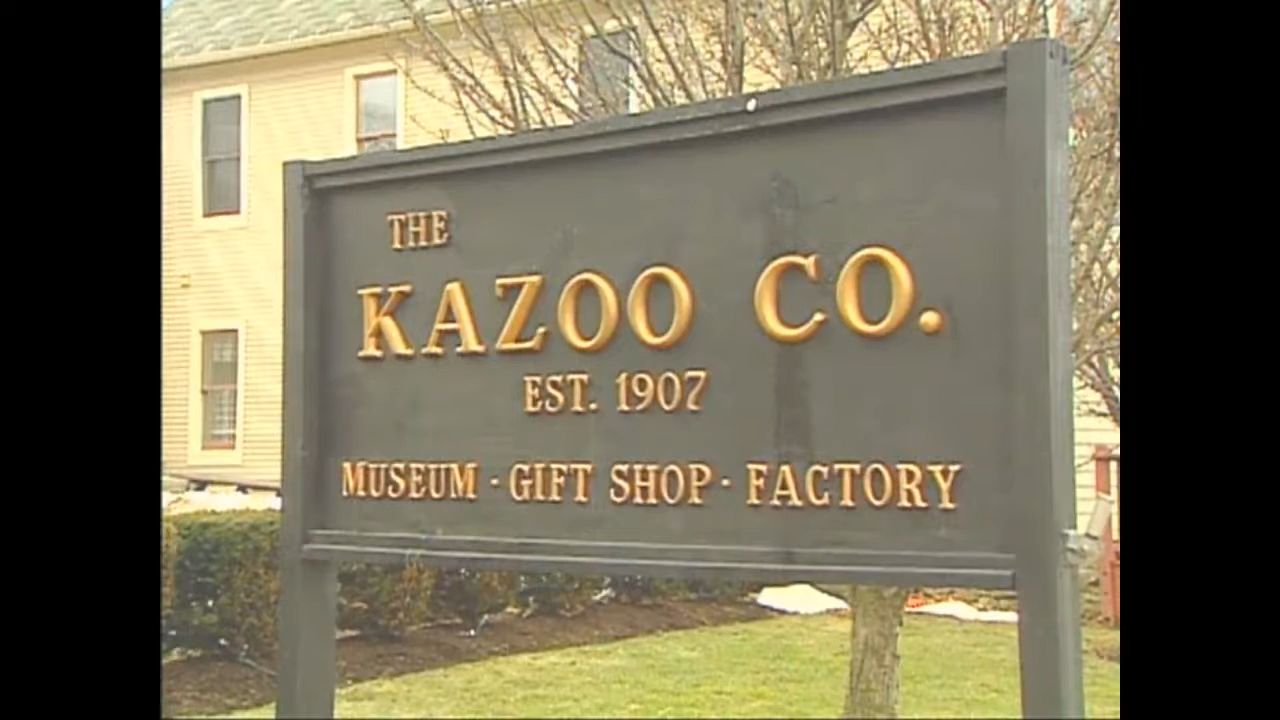 THE
KAZOO CO.
EST. 1907
MUSEUM · GIFT SHOP · FACTORY